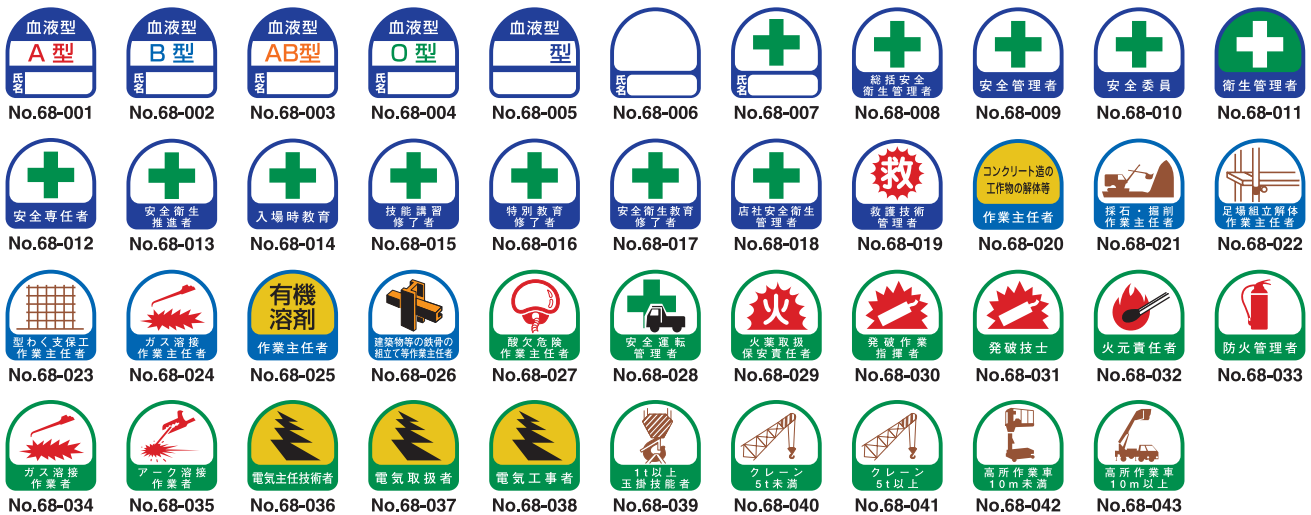 血液型
A型
氏名
No.68-001
血液型
B型
氏名
No.68-002
血液型
AB型
氏名
No.68-003
血液型
O型
氏名
No.68-004
血液型
型
氏名
No.68-005
氏名
No.68-006
氏名
No.68-007
総括安全
衛生管理者
No.68-008
安全管理者
No.68-009
安全委員
No.68-010
衛生管理者
No.68-011
安全専任者
No.68-012
安全衛生
推進者
No.68-013
入場時教育
No.68-014
技能講習
修了者
No.68-015
特別教育
修了者
No.68-016
安全衛生教育
修了者
No.68-017
店社安全衛生
管理者
No.68-018
救
救護技術
管理者
No.68-019
コンクリート造の
工作物の解体等
作業主任者
No.68-020
採石・掘削
作業主任者
No.68-021
足場組立解体
作業主任者
No.68-022
型わく支保工
作業主任者
No.68-023
ガス溶接
作業主任者
No.68-024
有機
溶剤
作業主任者
No.68-025
建築物等の鉄骨の
組立て等作業主任者
No.68-026
酸欠危険
作業主任者
No.68-027
安全運転
管理者
No.68-028
火
火薬取扱
保安責任者
No.68-029
発破作業
指揮者
No.68-030
発破技士
No.68-031
火元責任者
No.68-032
防火管理者
No.68-033
ガス溶接
作業者
No.68-034
アーク溶接
作業者
No.68-035
電気主任技術者
No.68-036
電気取扱者
No.68-037
電気工事者
No.68-038
1t以上
玉掛技能者
No.68-039
クレーン
5t未満
No.68-040
クレーン
5t以上
No.68-041
高所作業車
10m未満
No.68-042
高所作業車
10m以上
No.68-043